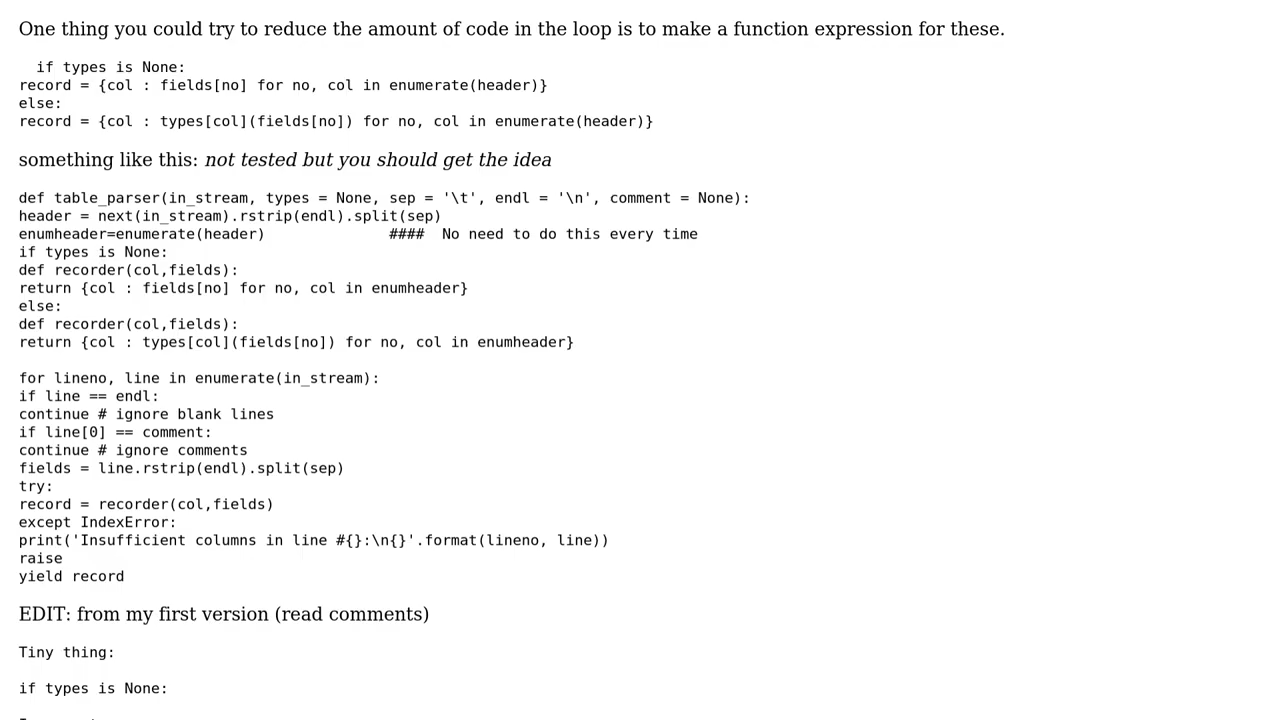 One thing you could try to reduce the amount of code in the loop is to make a function expression for these.
if types is None:
record = {col : fields[no] for no, col in enumerate(header)}
else:
record = {col : types[col](fields[no]) for no, col in enumerate(header)}
something like this: not tested but you should get the idea
def table_parser(in_stream, types = None, sep = '\t', endl = '\n', comment = None):
header = next(in_stream).rstrip(endl).split(sep)
enumheader=enumerate(header)              ####  No need to do this every time
if types is None:
def recorder(col,fields):
return {col : fields[no] for no, col in enumheader}
else:
def recorder(col,fields):
return {col : types[col](fields[no]) for no, col in enumheader}
for lineno, line in enumerate(in_stream):
if line == endl:
continue # ignore blank lines
if line[0] == comment:
continue # ignore comments
fields = line.rstrip(endl).split(sep)
try:
record = recorder(col,fields)
except IndexError:
print('Insufficient columns in line #{}:\n{}'.format(lineno, line))
raise
yield record
EDIT: from my first version (read comments)
Tiny thing:
if types is None: